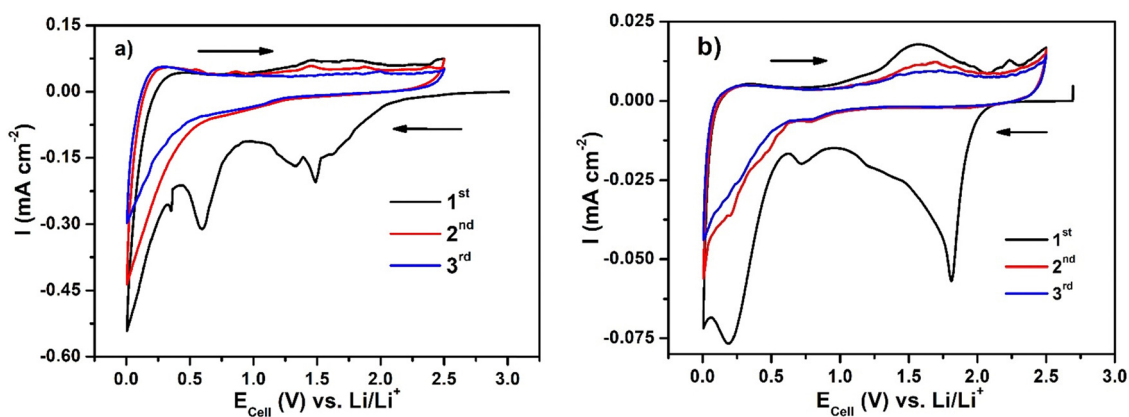 a)
0.15
0.00
-0.15
-0.30
-0.45
-0.60
I (mA cm-2)
1st
2nd
3rd
0.0 0.5 1.0 1.5 2.0 2.5 3.0
ECell (V) vs. Li/Li+
b)
0.025
0.000
-0.025
-0.050
-0.075
I (mA cm-2)
1st
2nd
3rd
0.0 0.5 1.0 1.5 2.0 2.5 3.0
ECell (V) vs. Li/Li+